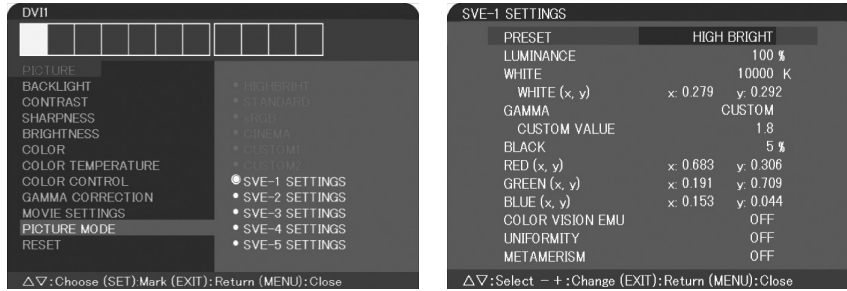 DVI1
PICTURE
BACKLIGHT
CONTRAST
SHARPNESS
BRIGHTNESS
COLOR
COLOR TEMPERATURE
COLOR CONTROL
GAMMA CORRECTION
MOVIE SETTINGS
PICTURE MODE
RESET
• HIGHBRIHT
• STANDARD
• sRGB
• CINEMA
• CUSTOM1
• CUSTOM2
SVE-1 SETTINGS
• SVE-2 SETTINGS
• SVE-3 SETTINGS
• SVE-4 SETTINGS
• SVE-5 SETTINGS
△▽:Choose (SET):Mark (EXIT):Return (MENU):Close
SVE-1 SETTINGS
PRESET HIGH BRIGHT
LUMINANCE 100 %
WHITE 10000 K
WHITE (x, y) x: 0.279 y: 0.292
GAMMA CUSTOM
CUSTOM VALUE 1.8
BLACK 5 %
RED (x, y) x: 0.683 y: 0.306
GREEN (x, y) x: 0.191 y: 0.709
BLUE (x, y) x: 0.153 y: 0.044
COLOR VISION EMU OFF
UNIFORMITY OFF
METAMERISM OFF
△▽:Select − + :Change (EXIT):Return (MENU):Close